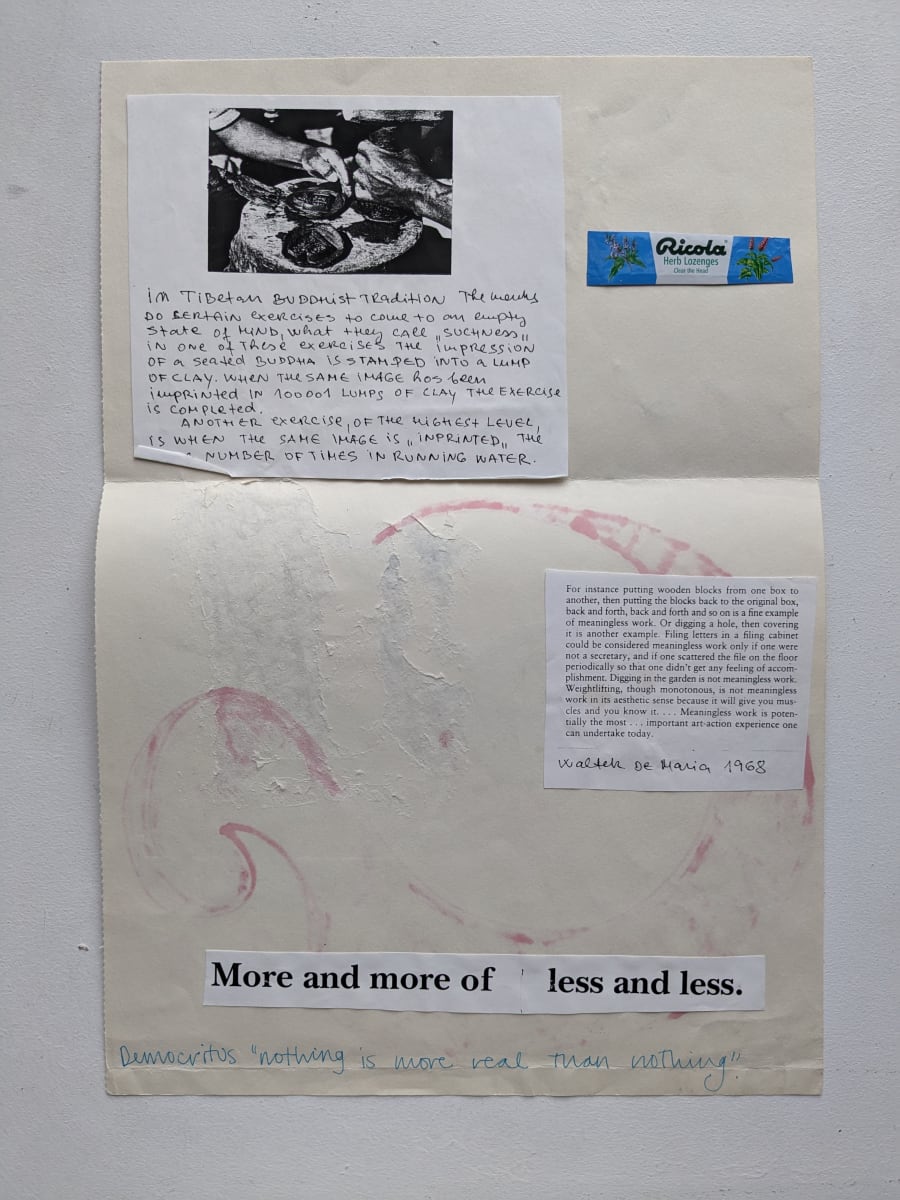 in Tibetan Buddhist Tradition The monks
DO CERTAIN exercises to come to an empty
state of MIND, what they call „SUCHNESS„
IN one of these exercises THE impression
OF a seated BUDDHA is STAMPED INTO a LUMP
OF CLAY. WHEN THE SAME IMAGE has been
imprinted IN 100001 LUMPS OF CLAY THE EXERCISE
is completed.
ANOTHER exercise, OF THE HIGHEST LEVEL,
IS WHEN THE SAME IMAGE IS „INPRINTED„ THE
NUMBER OF TIMES IN RUNNING WATER.
Ricola
Herb Lozenges
Clear the Head
For instance putting wooden blocks from one box to
another, then putting the blocks back to the original box,
back and forth, back and forth and so on is a fine example
of meaningless work. Or digging a hole, then covering
it is another example. Filing letters in a filing cabinet
could be considered meaningless work only if one were
not a secretary, and if one scattered the file on the floor
periodically so that one didn't get any feeling of accom-
plishment. Digging in the garden is not meaningless work.
Weightlifting, though monotonous, is not meaningless
work in its aesthetic sense because it will give you mus-
cles and you know it. . . . Meaningless work is poten-
tially the most . . . important art-action experience one
can undertake today.
Walter De Maria 1968
More and more of less and less.
Democritus "nothing is more real than nothing".